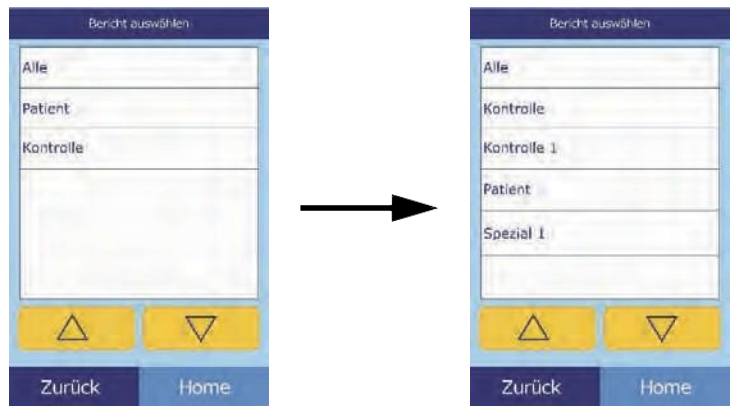 Bericht auswählen
Alle
Patient
Kontrolle
Zurück
Home
Bericht auswählen
Alle
Kontrolle
Kontrolle 1
Patient
Spezial 1
Zurück
Home